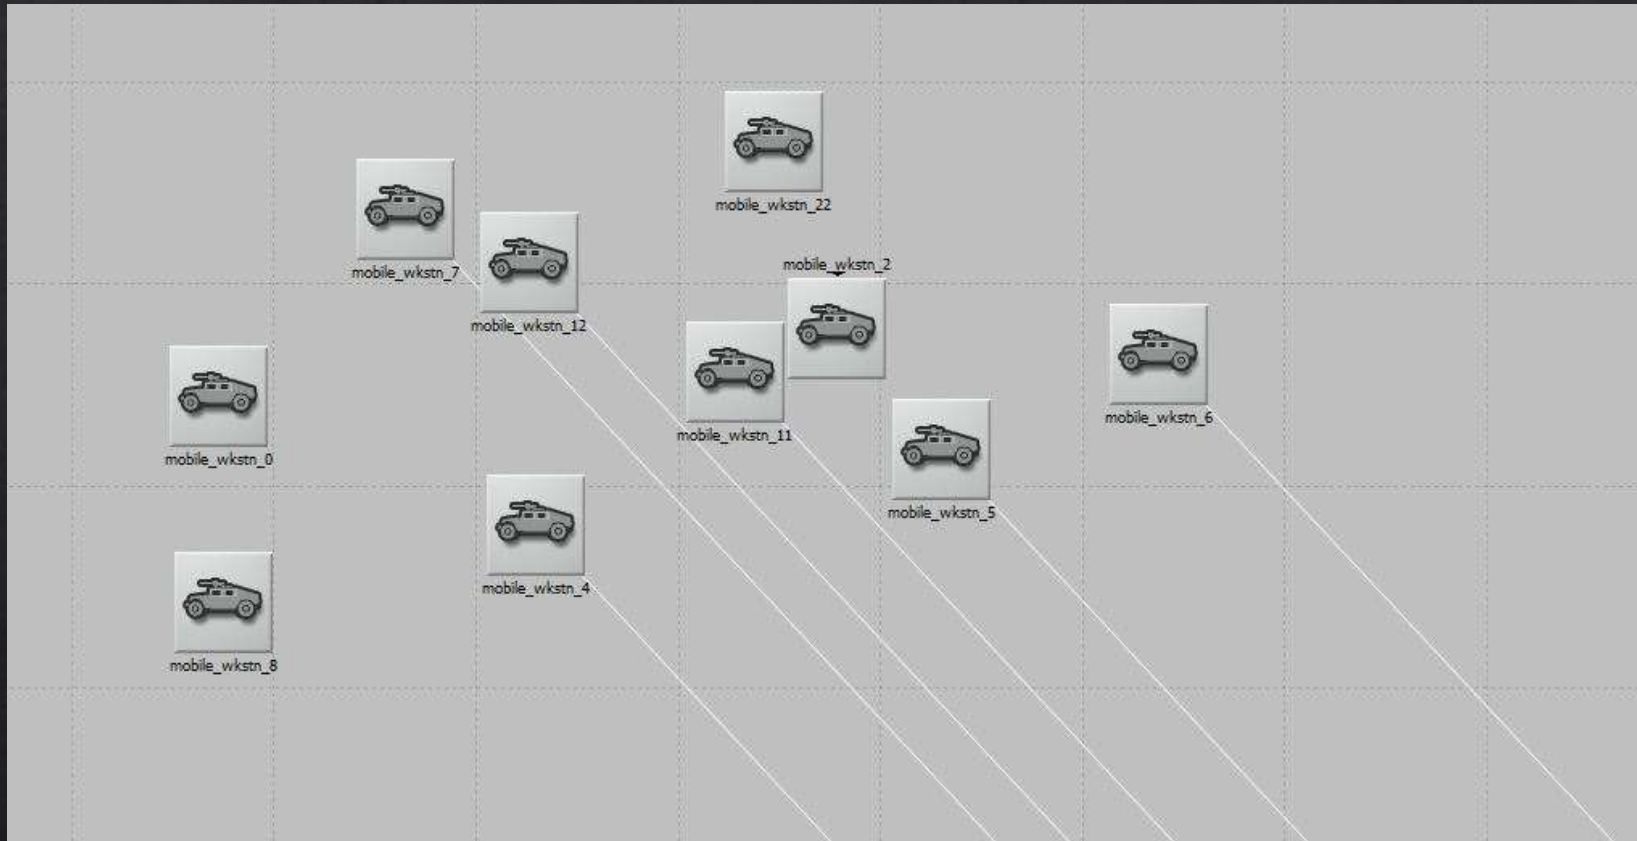 mobile_wkstn_22
mobile_wkstn_2
mobile_wkstn_7
mobile_wkstn_12
mobile_wkstn_6
mobile_wkstn_11
mobile_wkstn_0
mobile_wkstn_5
mobile_wkstn_4
mobile_wkstn_8